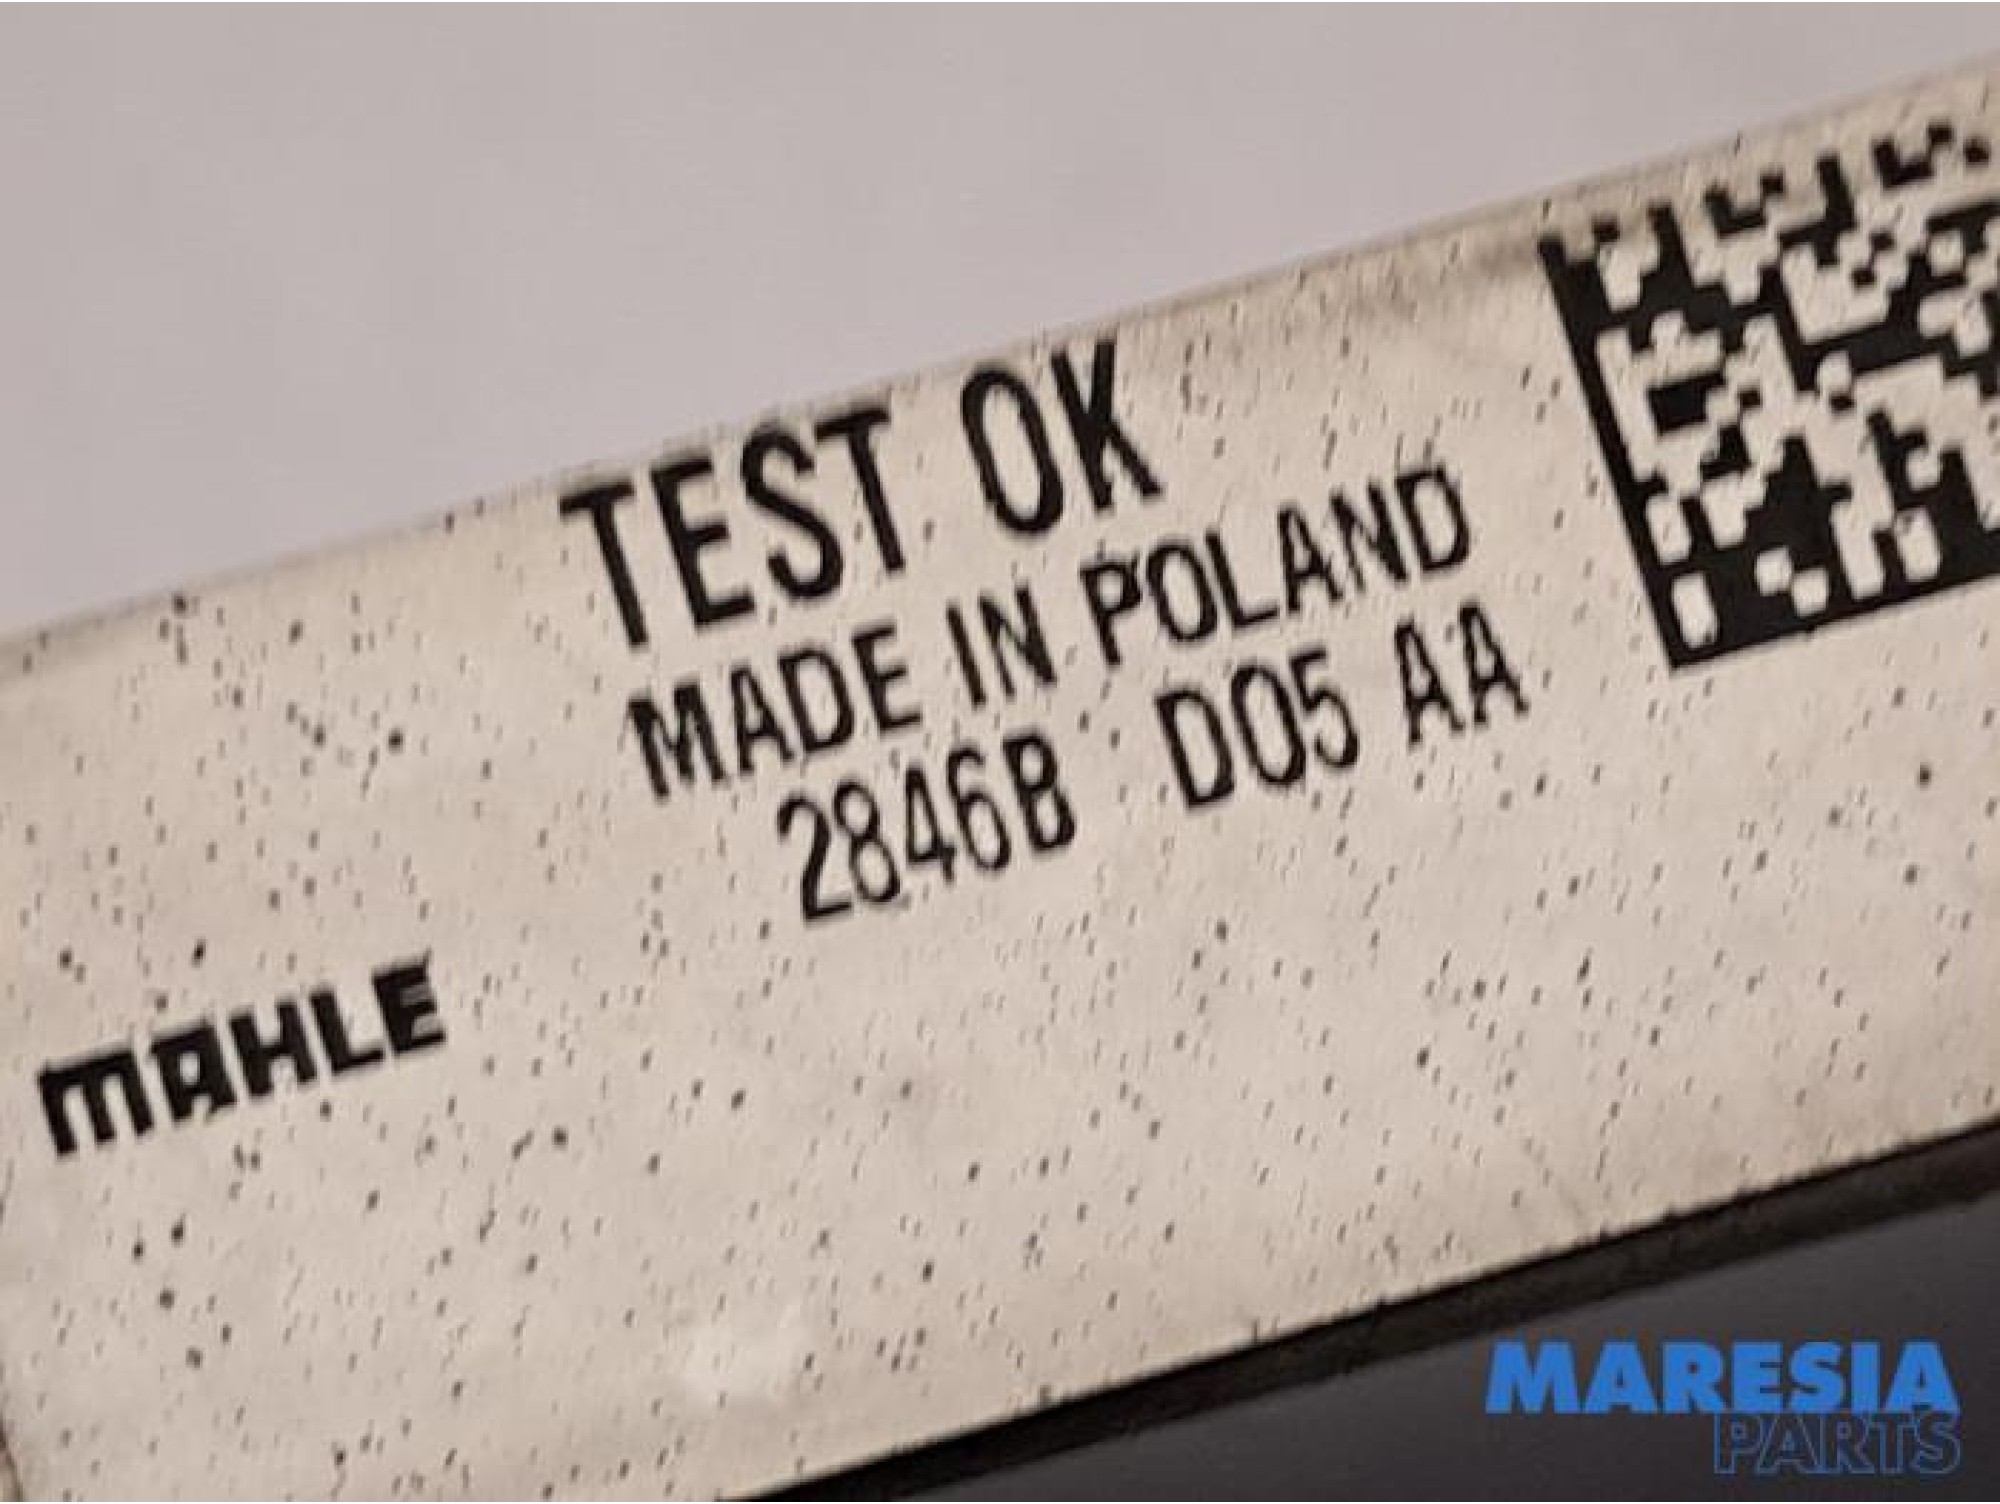 TEST OK
MADE IN POLAND
2846B D05 AA
MAHLE
MARESIA
PARTS